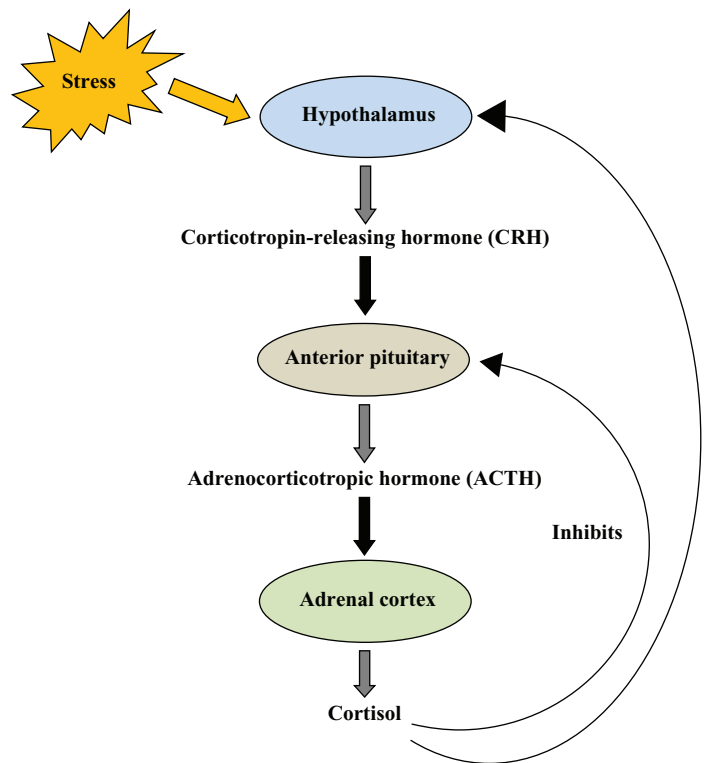 Stress
Hypothalamus
Corticotropin-releasing hormone (CRH)
Anterior pituitary
Adrenocorticotropic hormone (ACTH)
Inhibits
Adrenal cortex
Cortisol